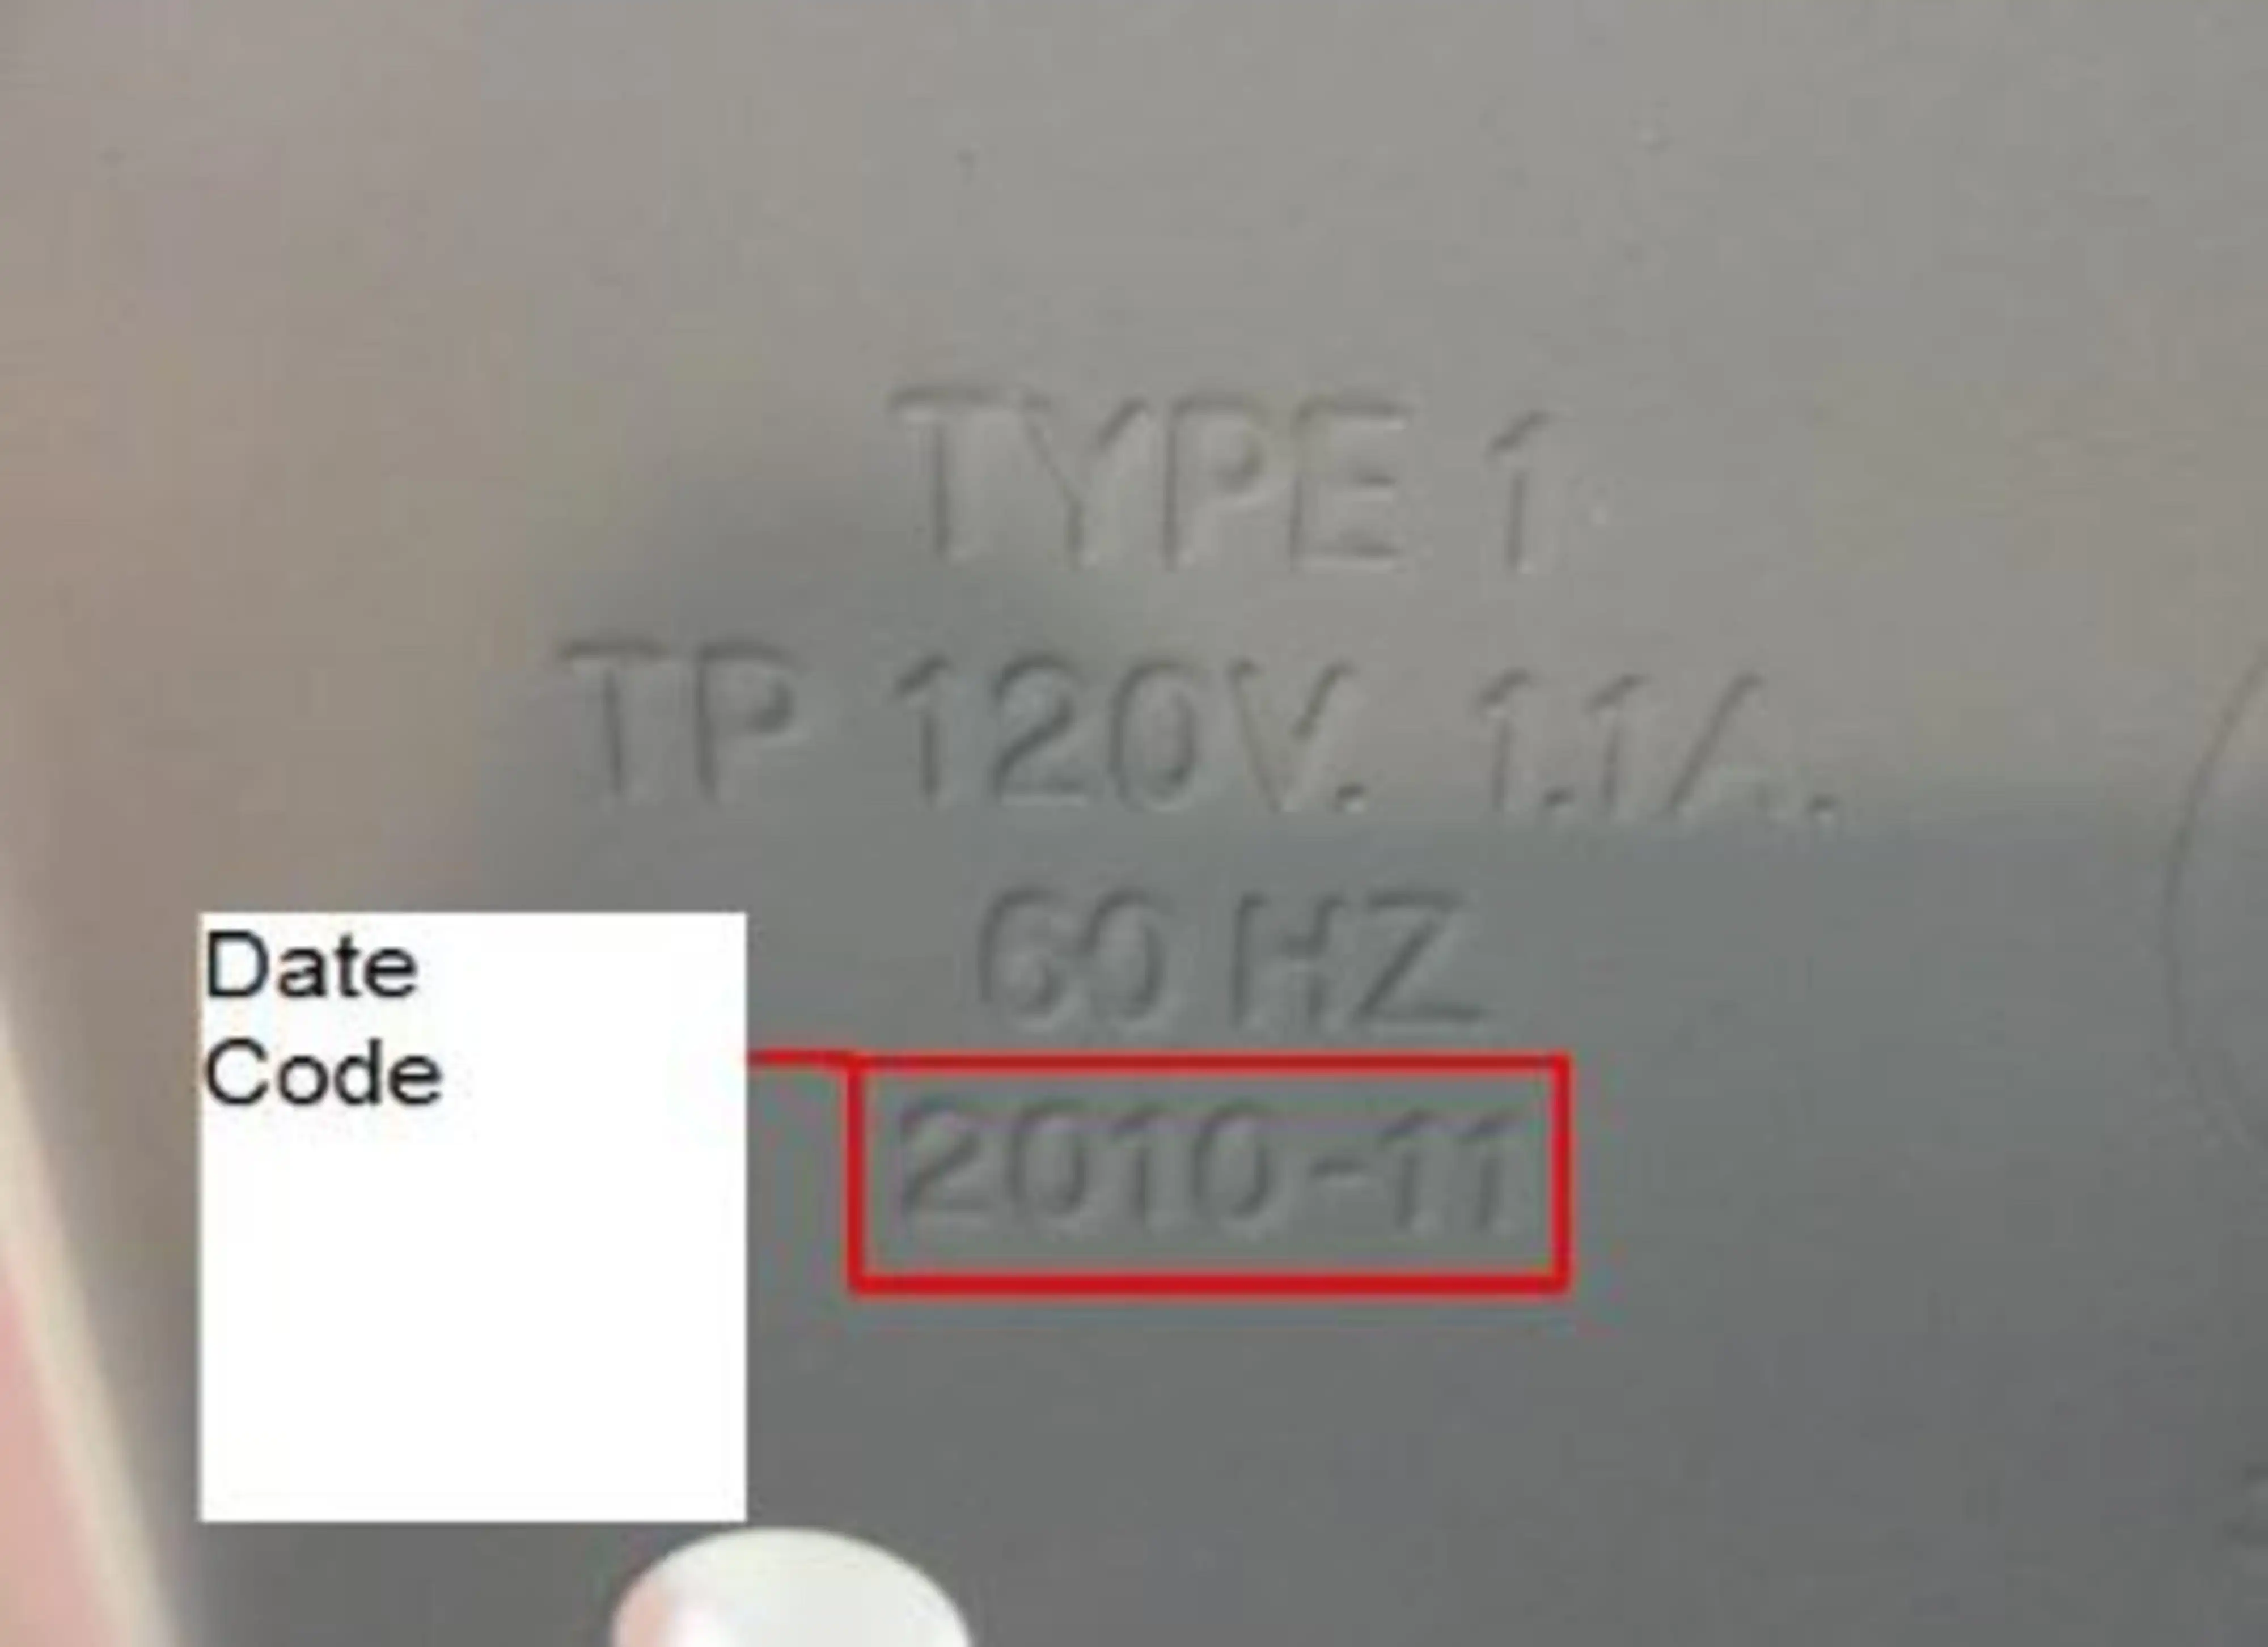 TYPE 1
TP 120V. 1.1A.
60 HZ
Date
Code
2010-11